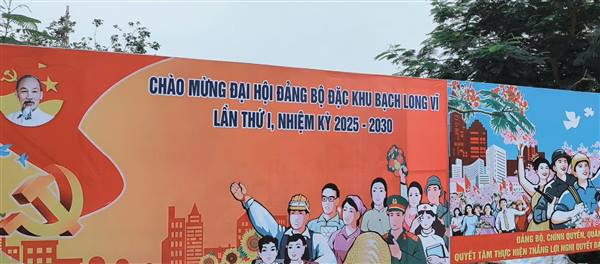 CHÀO MỪNG ĐẠI HỘI ĐẢNG BỘ ĐẶC KHU BẠCH LONG VĨ
LẦN THỨ I, NHIỆM KỲ 2025 - 2030
ĐẢNG BỘ, CHÍNH QUYỀN, QUÂN
QUYẾT TÂM THỰC HIỆN THẮNG LỢI NGHỊ QUYẾT